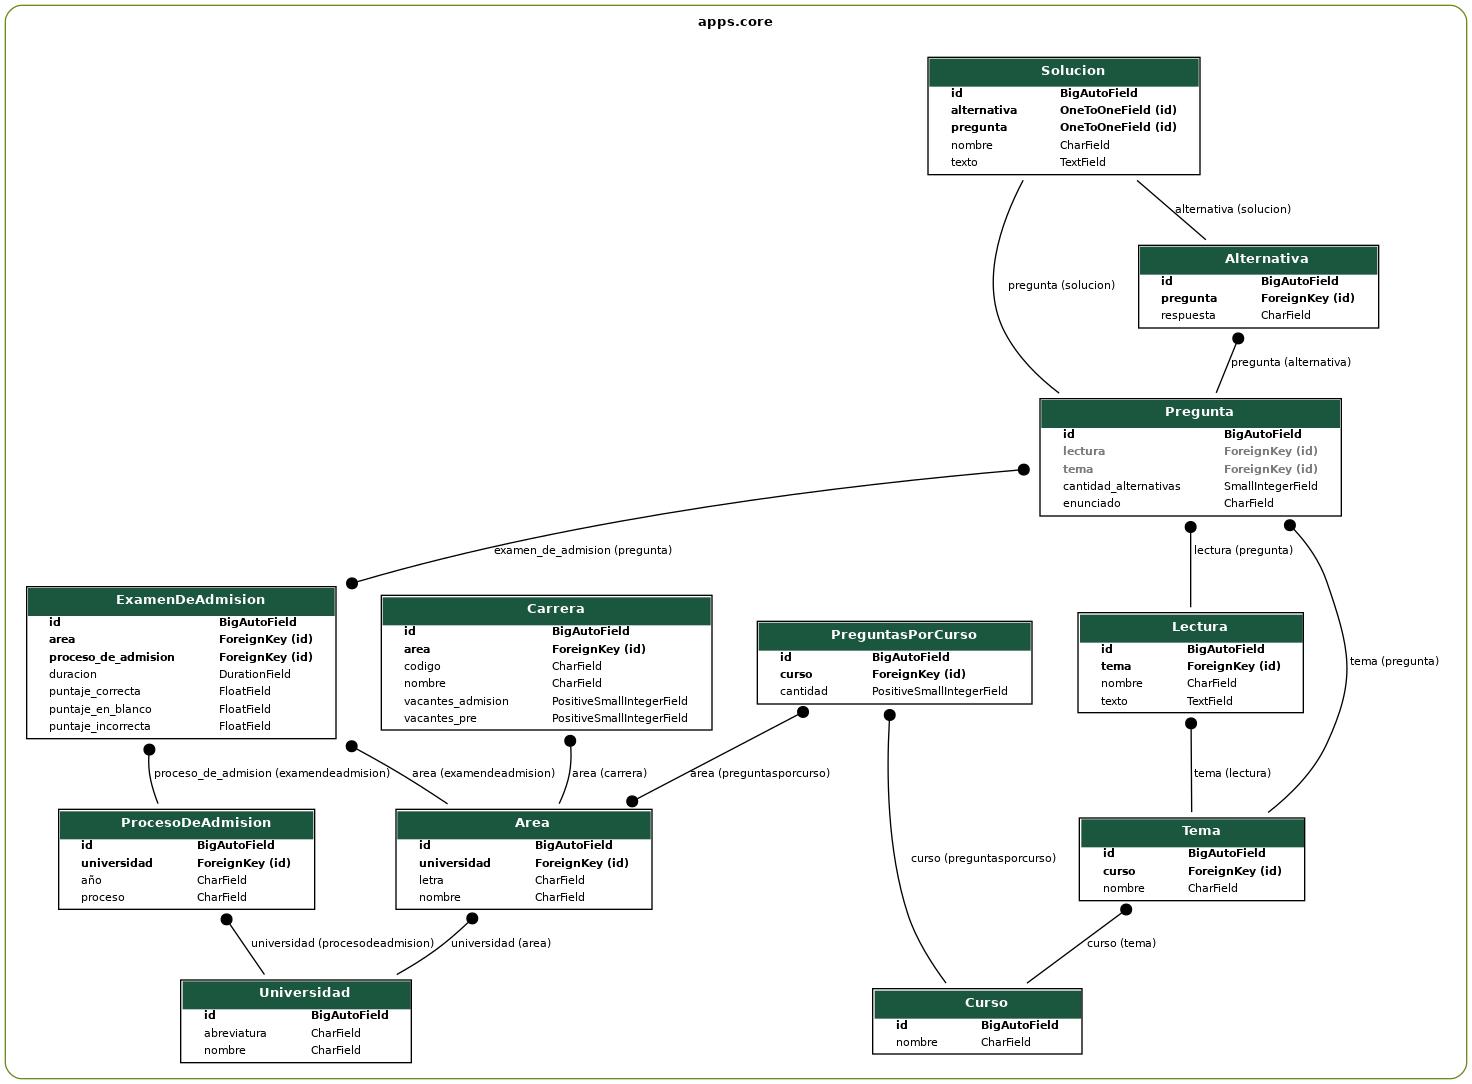 apps.core
Solucion
id BigAutoField
alternativa OneToOneField (id)
pregunta OneToOneField (id)
nombre CharField
texto TextField
alternativa (solucion)
pregunta (solucion)
Alternativa
id BigAutoField
pregunta ForeignKey (id)
respuesta CharField
pregunta (alternativa)
Pregunta
id BigAutoField
lectura ForeignKey (id)
tema ForeignKey (id)
cantidad_alternativas SmallIntegerField
enunciado CharField
examen_de_admision (pregunta)
lectura (pregunta)
tema (pregunta)
ExamenDeAdmision
id BigAutoField
area ForeignKey (id)
proceso_de_admision ForeignKey (id)
duracion DurationField
puntaje_correcta FloatField
puntaje_en_blanco FloatField
puntaje_incorrecta FloatField
Carrera
id BigAutoField
area ForeignKey (id)
codigo CharField
nombre CharField
vacantes_admision PositiveSmallIntegerField
vacantes_pre PositiveSmallIntegerField
PreguntasPorCurso
id BigAutoField
curso ForeignKey (id)
cantidad PositiveSmallIntegerField
Lectura
id BigAutoField
tema ForeignKey (id)
nombre CharField
texto TextField
proceso_de_admision (examendeadmision)
area (examendeadmision)
area (carrera)
area (preguntasporcurso)
tema (lectura)
ProcesoDeAdmision
id BigAutoField
universidad ForeignKey (id)
año CharField
proceso CharField
Area
id BigAutoField
universidad ForeignKey (id)
letra CharField
nombre CharField
curso (preguntasporcurso)
Tema
id BigAutoField
curso ForeignKey (id)
nombre CharField
universidad (procesodeadmision)
universidad (area)
curso (tema)
Universidad
id BigAutoField
abreviatura CharField
nombre CharField
Curso
id BigAutoField
nombre CharField